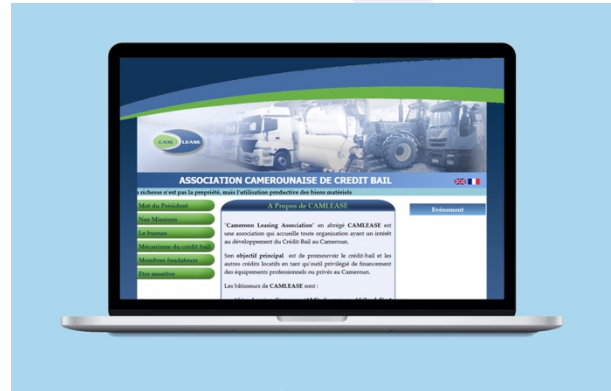 CAM LEASE
ASSOCIATION CAMEROUNAISE DE CREDIT BAIL
richesse n'est pas la propriété, mais l'utilisation productive des biens matériels
Mot du Président
Nos Missions
Le bureau
Mécanisme du crédit bail
Membres fondateurs
Etre membre
A Propos de CAMLEASE
"Cameroon Leasing Association" en abrégé CAMLEASE est
une association qui accueille toute organisation ayant un intérêt
au développement du Crédit-Bail au Cameroun.
Son objectif principal est de promouvoir le crédit-bail et les
autres crédits locatifs en tant qu'outil privilégié de financement
des équipements professionnels ou privés au Cameroun.
Les bâtisseurs de CAMLEASE sont :
Evénement